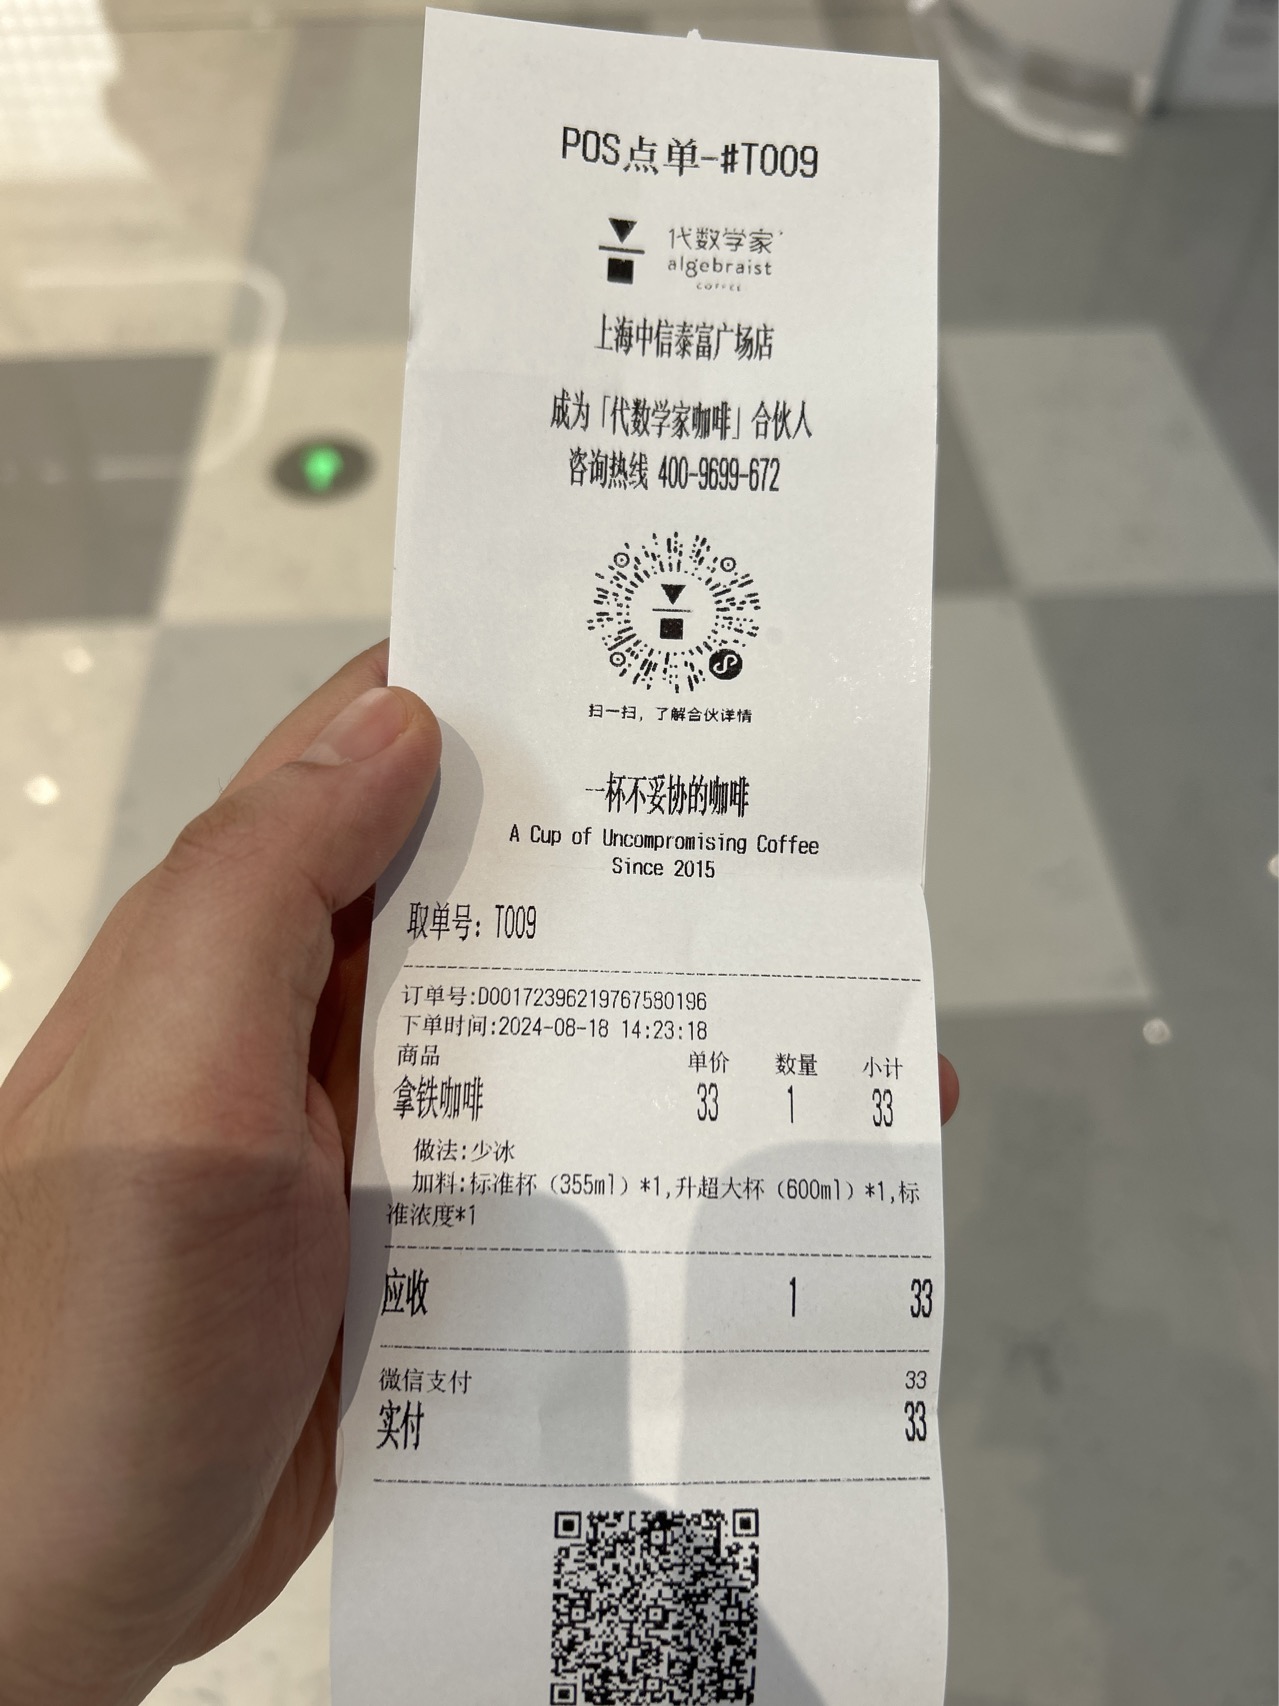 POS点单-#T009
代数学家
algebraist
COFFEE
上海中信泰富广场店
成为「代数学家咖啡」合伙人
咨询热线 400-9699-672
扫一扫，了解合伙详情
一杯不妥协的咖啡
A Cup of Uncompromising Coffee
Since 2015
取单号：T009
订单号:D00172396219767580196
下单时间:2024-08-18 14:23:18
商品 单价 数量 小计
拿铁咖啡 33 1 33
做法:少冰
加料:标准杯（355ml）*1,升超大杯（600ml）*1,标
准浓度*1
应收 1 33
微信支付 33
实付 33